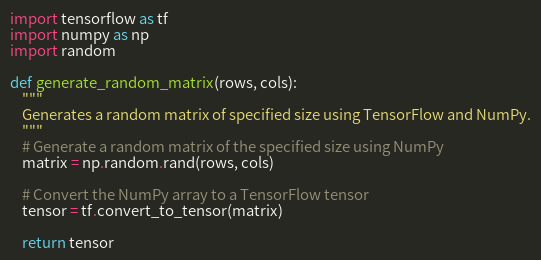 import tensorflow as tf
import numpy as np
import random

def generate_random_matrix(rows, cols):
    """
    Generates a random matrix of specified size using TensorFlow and NumPy.
    """
    # Generate a random matrix of the specified size using NumPy
    matrix = np.random.rand(rows, cols)

    # Convert the NumPy array to a TensorFlow tensor
    tensor = tf.convert_to_tensor(matrix)

    return tensor